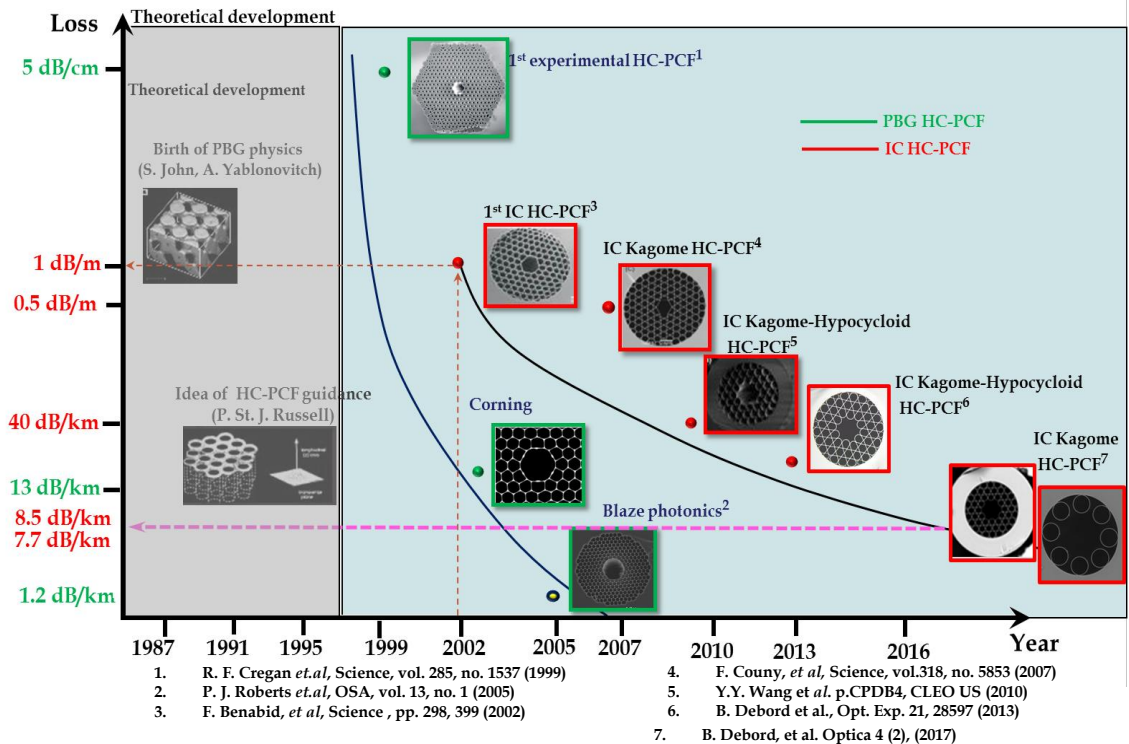 Theoretical development
Loss
5 dB/cm
1st experimental HC-PCF1
Theoretical development
Birth of PBG physics
(S. John, A. Yablonovitch)
PBG HC-PCF
IC HC-PCF
1st IC HC-PCF3
IC Kagome HC-PCF4
1 dB/m
0.5 dB/m
IC Kagome-Hypocycloid
HC-PCF5
IC Kagome-Hypocycloid
HC-PCF6
Idea of HC-PCF guidance
(P. St. J. Russell)
Corning
40 dB/km
IC Kagome
HC-PCF7
13 dB/km
8.5 dB/km
7.7 dB/km
Blaze photonics2
1.2 dB/km
1987 1991 1995 1999 2002 2005 2007 2010 2013 2016 Year
1. R. F. Cregan et.al, Science, vol. 285, no. 1537 (1999)
2. P. J. Roberts et.al, OSA, vol. 13, no. 1 (2005)
3. F. Benabid, et al, Science , pp. 298, 399 (2002)
4. F. Couny, et al, Science, vol.318, no. 5853 (2007)
5 Y.Y. Wang et al. p.CPDB4, CLEO US (2010)
6 B. Debord et al., Opt. Exp. 21, 28597 (2013)
7. B. Debord, et al. Optica 4 (2), (2017)